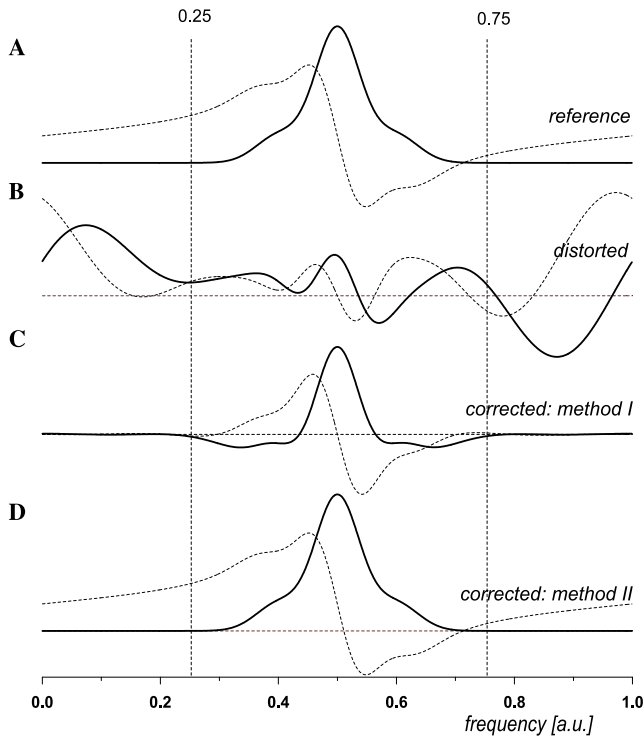 0.25 0.75
A
reference
B
distorted
C
corrected: method I
D
corrected: method II
0.0 0.2 0.4 0.6 0.8 1.0
frequency [a.u.]